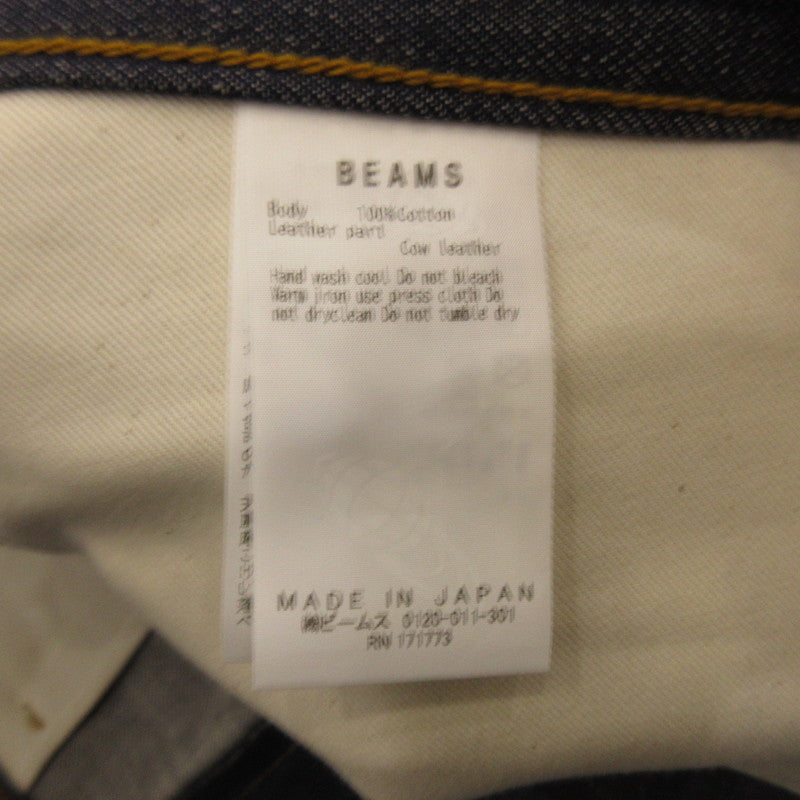 BEAMS
Body 100%Cotton
Leather part
Cow leather
Hand wash cool Do not bleach
Warm iron use press cloth Do
not dryclean Do not tumble dry
MADE IN JAPAN
㈱ビームス 0120-011-301
RN 171773